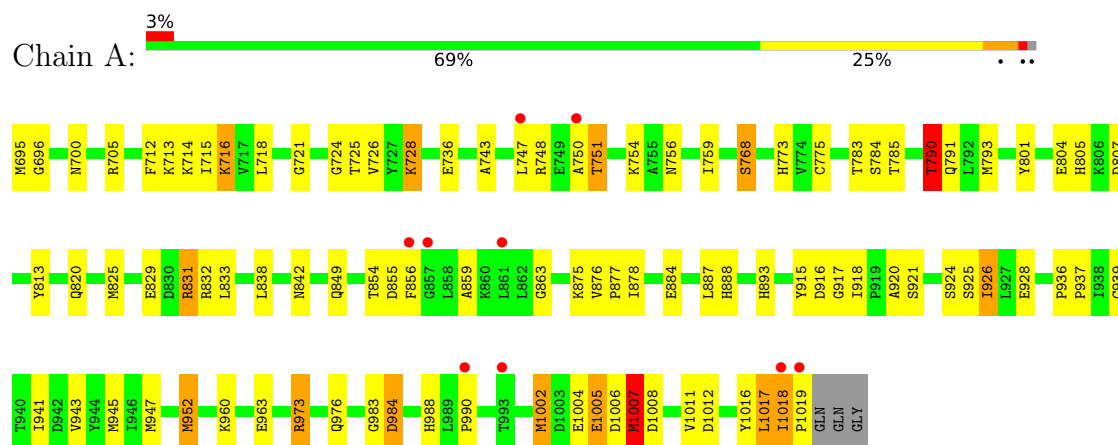 3%
Chain A:
69% 25% • ••
M695 G696 N700 R705 F712 K713 K714 I715 K716 V717 L718 G721 G724 T725 V726 Y727 K728 E736 A743 L747 R748 E749 A750 T751 K754 A755 N756 I759 S768 H773 V774 C775 T783 S784 T785 T790 Q791 L792 M793 Y801 E804 H805 K806 D807
Y813 Q820 M825 E829 D830 R831 R832 L833 L838 N842 Q849 T854 D855 F856 G857 L858 A859 K860 L861 L862 G863 K875 V876 P877 I878 E884 L887 H888 H893 Y915 D916 G917 I918 P919 A920 S921 S924 S925 I926 L927 E928 P936 P937 I938 C939
T940 I941 D942 V943 Y944 M945 I946 M947 M952 K960 E963 R973 Q976 G983 D984 H988 L989 P990 T993 M1002 D1003 E1004 E1005 D1006 M1007 D1008 V1011 D1012 Y1016 L1017 I1018 P1019 GLN GLN GLY